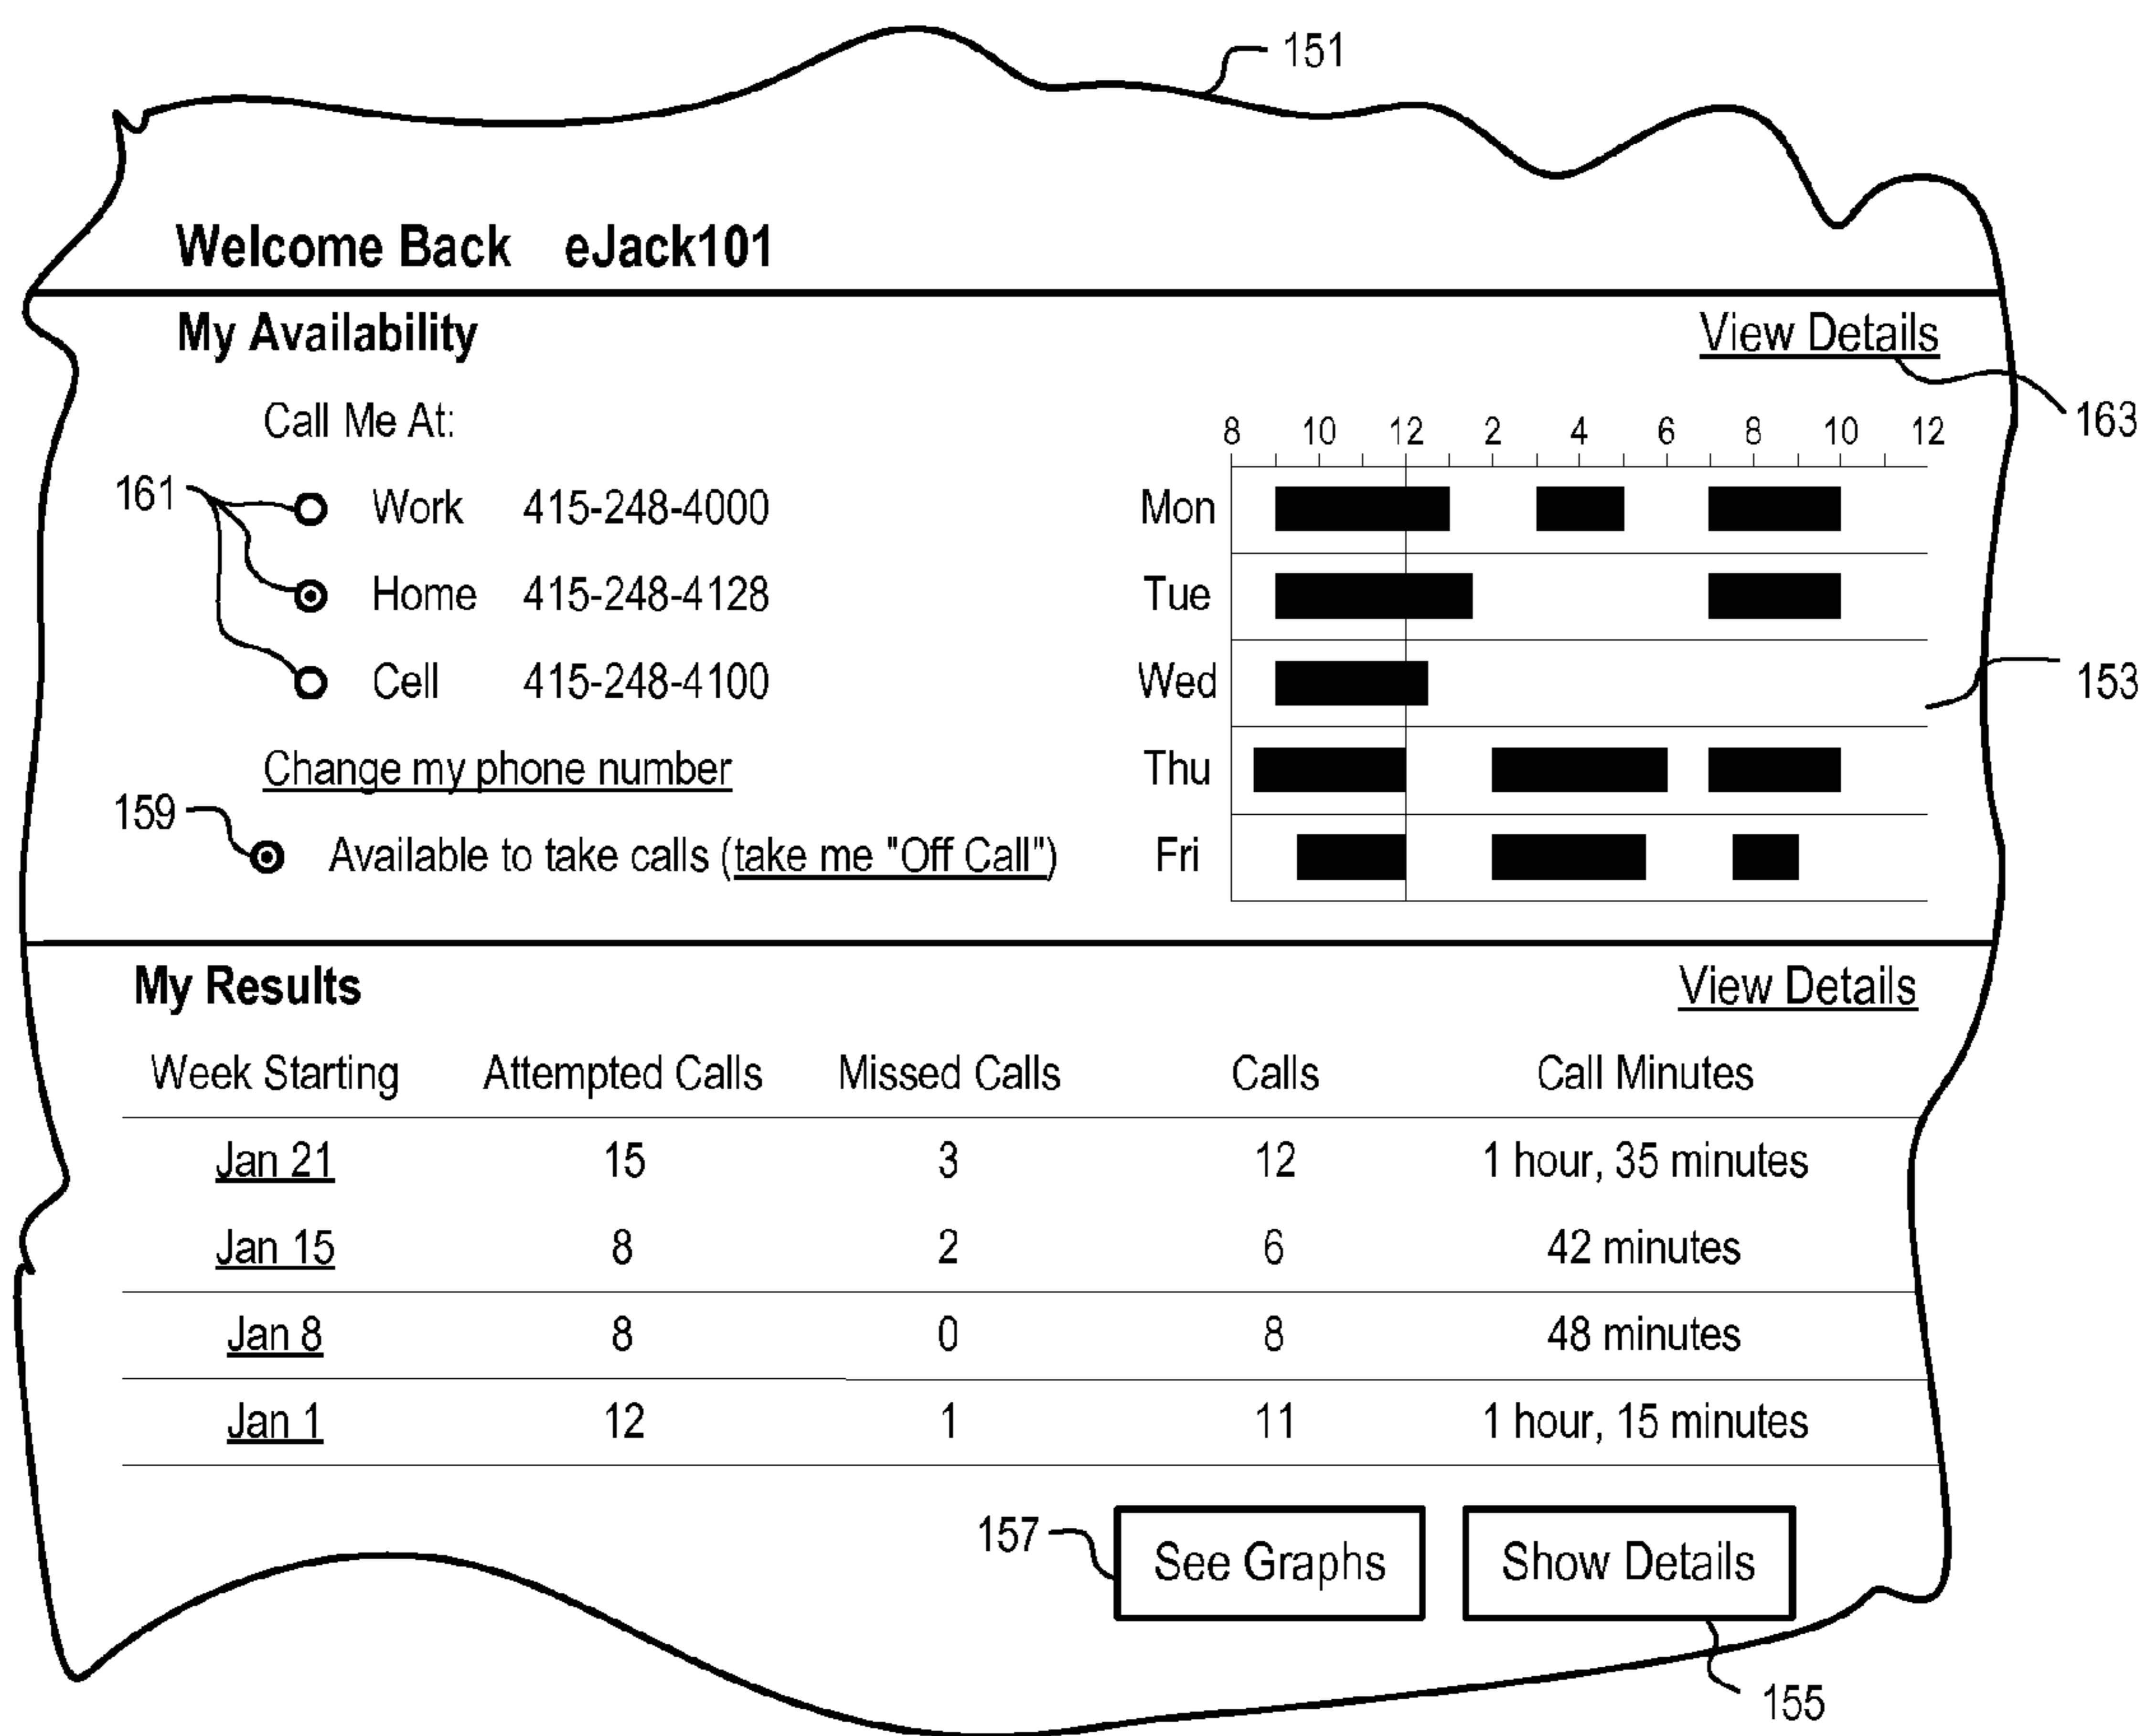 151
Welcome Back eJack101
My Availability View Details
163
Call Me At:
8 10 12 2 4 6 8 10 12
161 Work 415-248-4000 Mon
Home 415-248-4128 Tue
Cell 415-248-4100 Wed
153
Change my phone number Thu
159
Available to take calls (take me "Off Call") Fri
My Results View Details
Week Starting Attempted Calls Missed Calls Calls Call Minutes
Jan 21 15 3 12 1 hour, 35 minutes
Jan 15 8 2 6 42 minutes
Jan 8 8 0 8 48 minutes
Jan 1 12 1 11 1 hour, 15 minutes
157 See Graphs Show Details
155